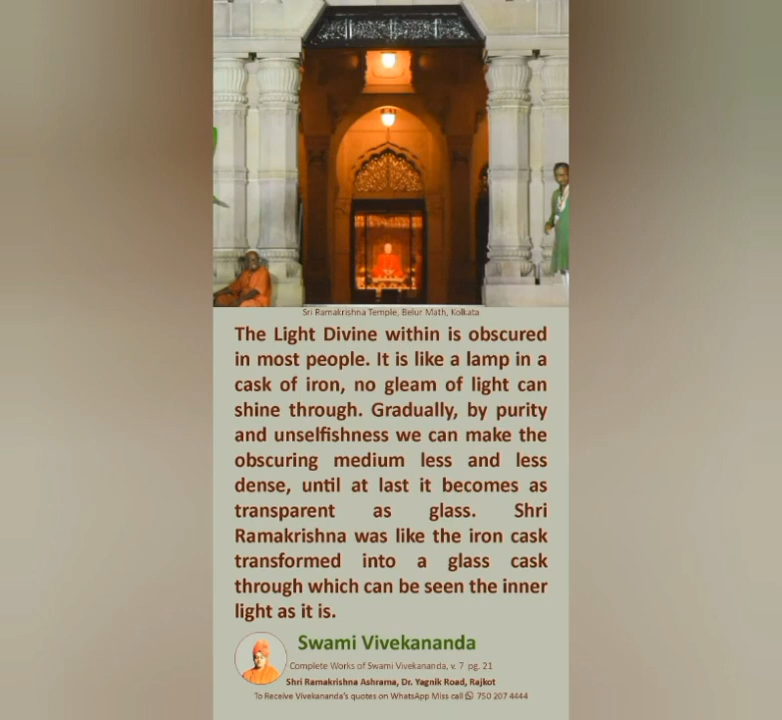 Sri Ramakrishna Temple, Belur Math, Kolkata
The Light Divine within is obscured
in most people. It is like a lamp in a
cask of iron, no gleam of light can
shine through. Gradually, by purity
and unselfishness we can make the
obscuring medium less and less
dense, until at last it becomes as
transparent as glass. Shri
Ramakrishna was like the iron cask
transformed into a glass cask
through which can be seen the inner
light as it is.
Swami Vivekananda
Complete Works of Swami Vivekananda, v. 7 pg. 21
Shri Ramakrishna Ashrama, Dr. Yagnik Road, Rajkot
To Receive Vivekananda's quotes on WhatsApp Miss call 750 207 4444